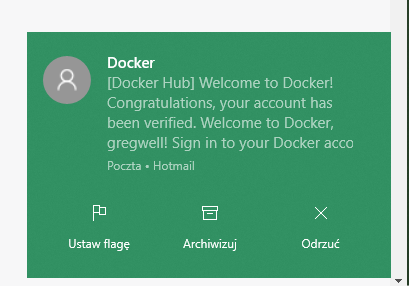 Docker
[Docker Hub] Welcome to Docker!
Congratulations, your account has
been verified. Welcome to Docker,
gregwell! Sign in to your Docker acco
Poczta • Hotmail
Ustaw flagę
Archiwizuj
Odrzuć